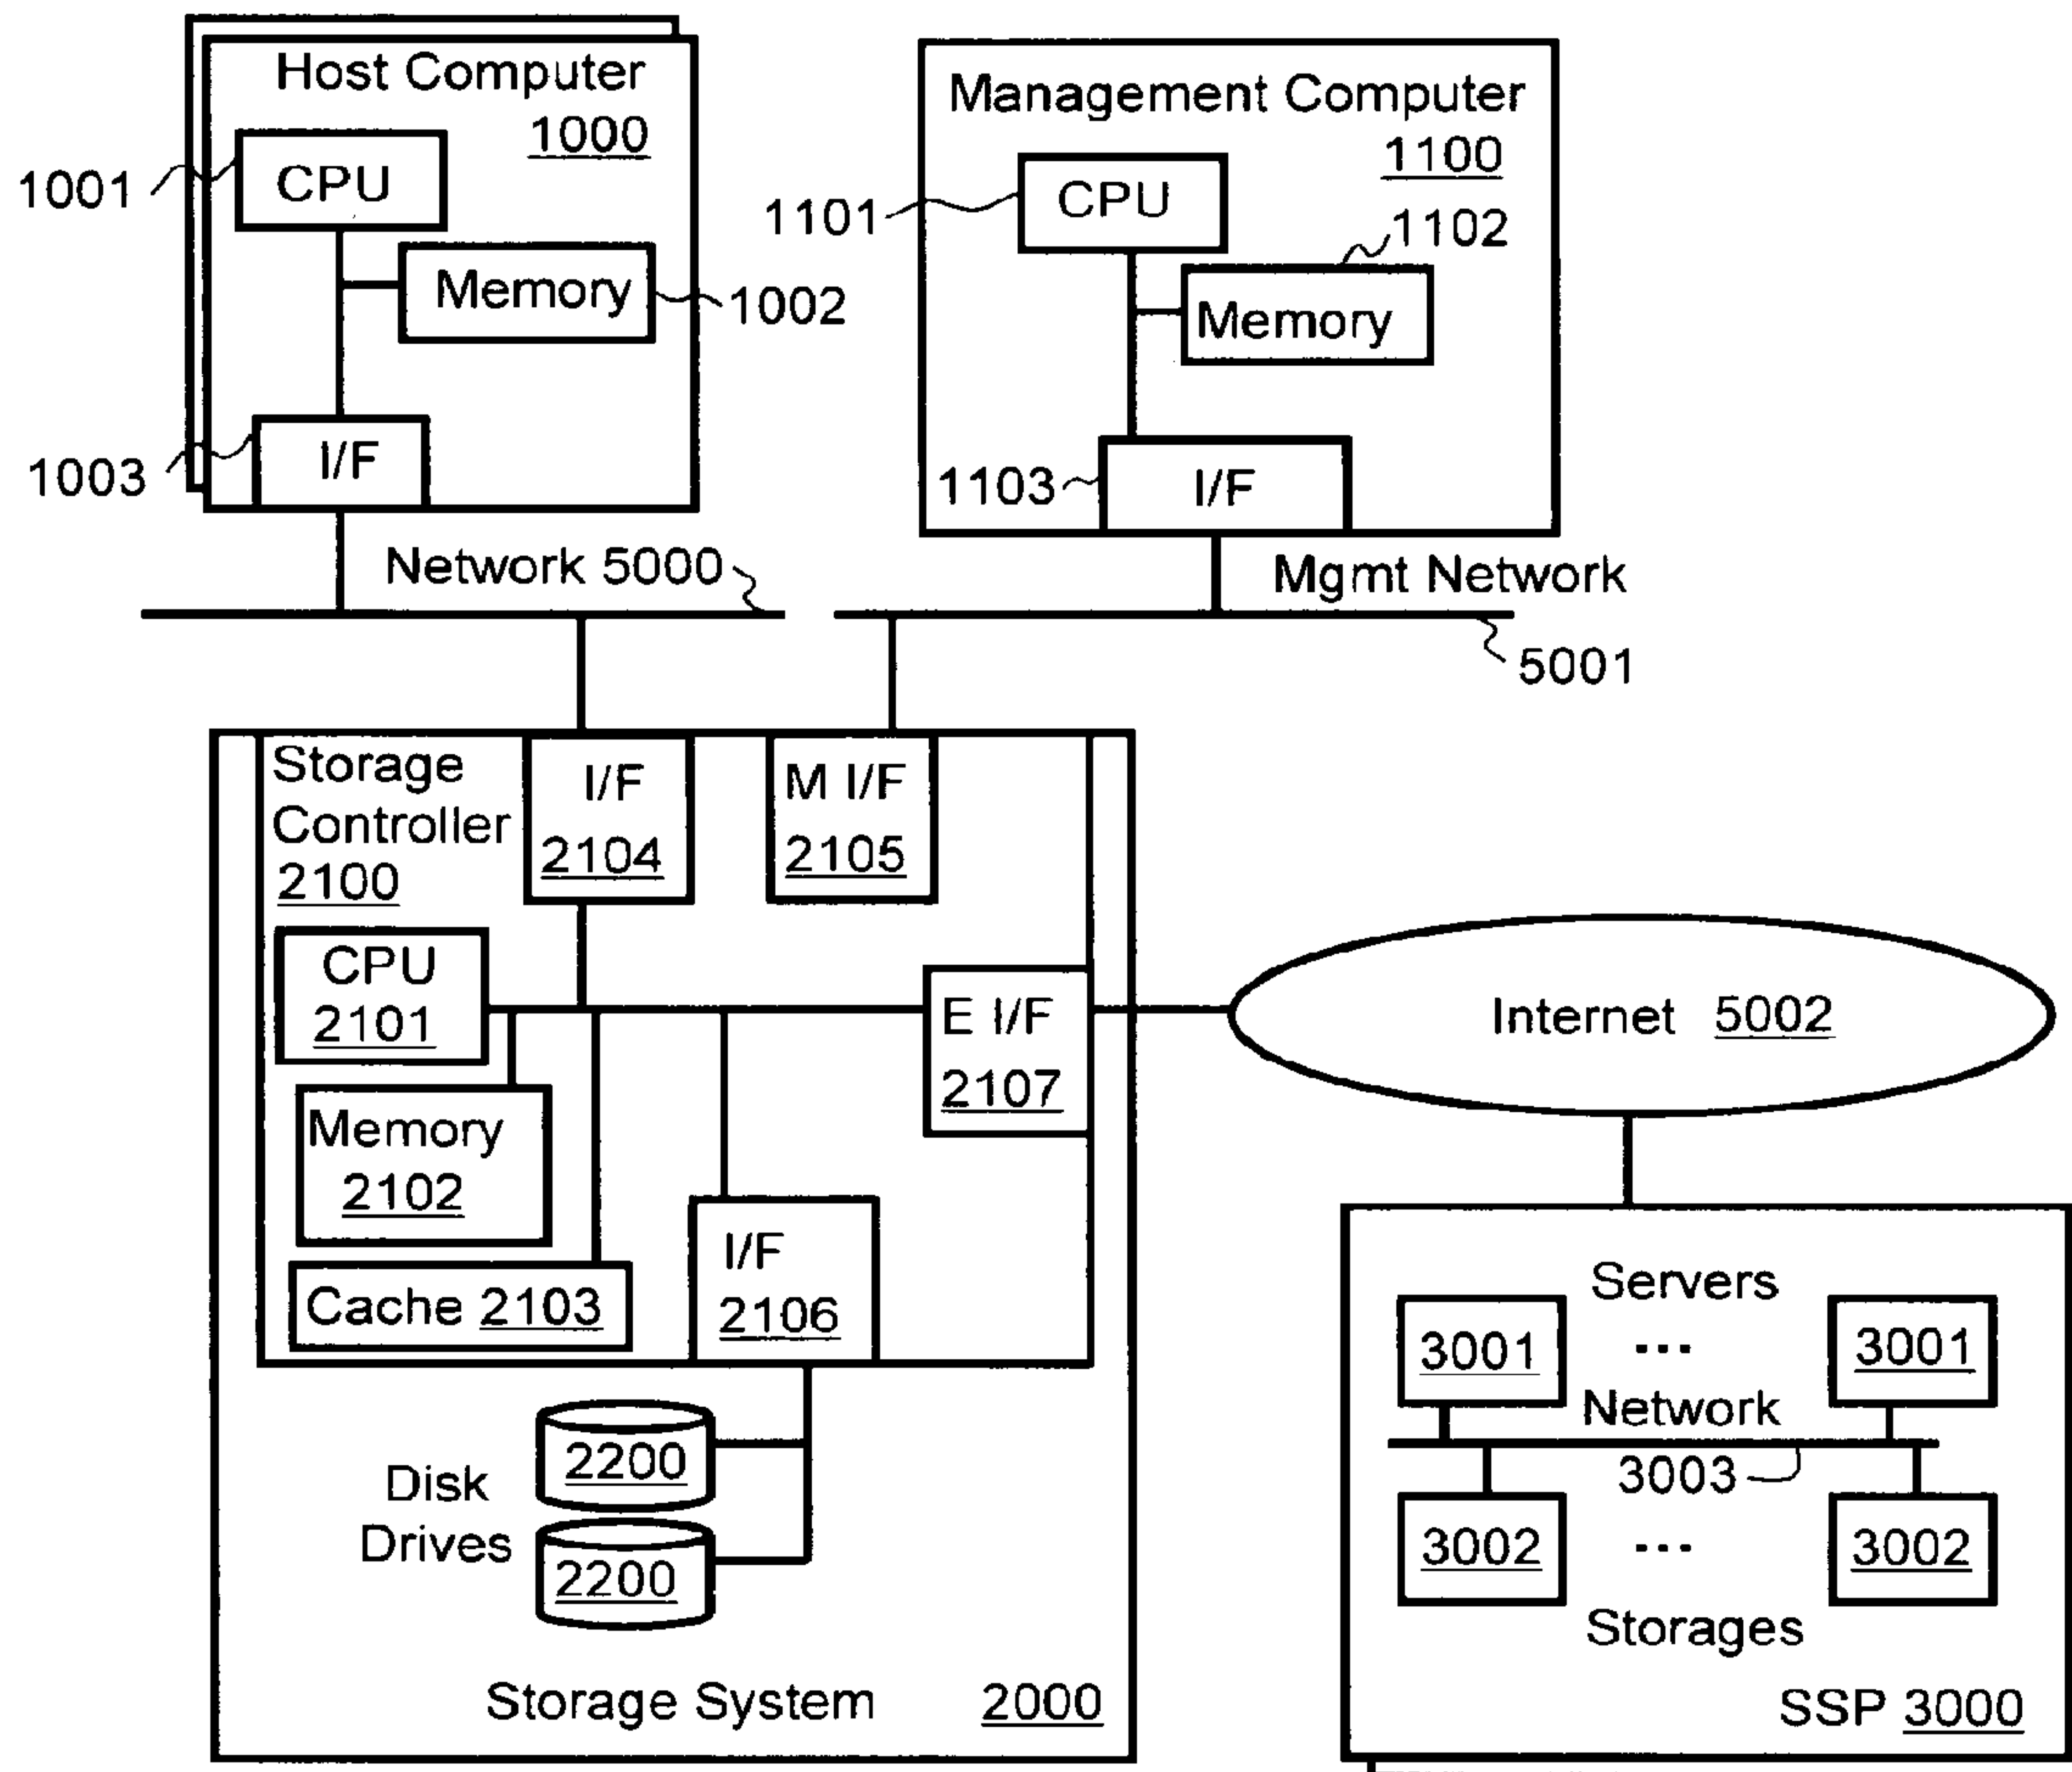 Host Computer
1000
1001
CPU
Memory
1002
1003
I/F
Management Computer
1100
1101
CPU
1102
Memory
1103
I/F
Network 5000
Mgmt Network
5001
Storage
Controller
2100
I/F
2104
M I/F
2105
CPU
2101
E I/F
2107
Memory
2102
Cache 2103
I/F
2106
Disk
Drives
2200
2200
Storage System 2000
Internet 5002
Servers
3001 ... 3001
Network
3003
3002 ... 3002
Storages
SSP 3000